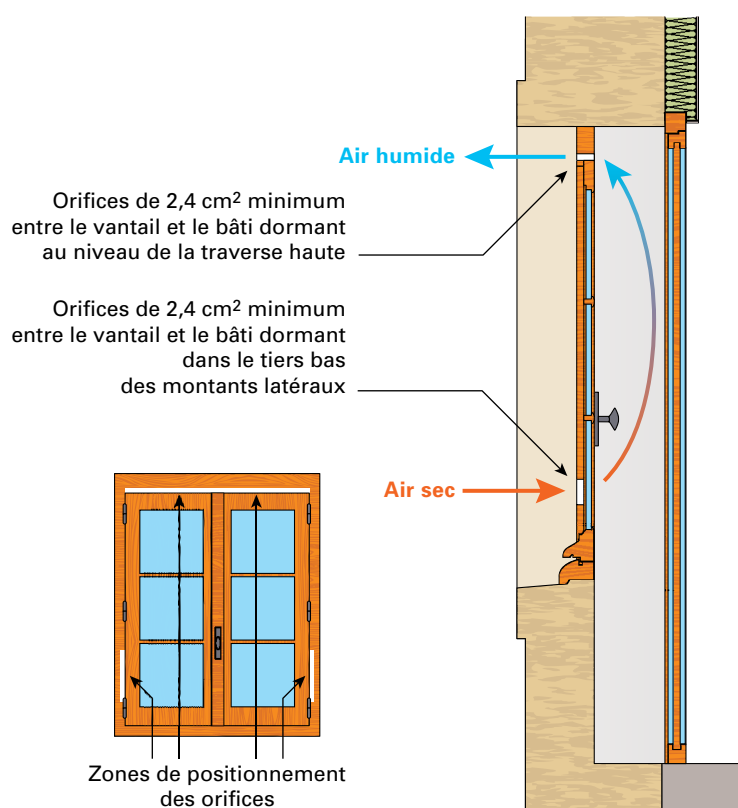 Air humide
Orifices de 2,4 cm² minimum
entre le vantail et le bâti dormant
au niveau de la traverse haute
Orifices de 2,4 cm² minimum
entre le vantail et le bâti dormant
dans le tiers bas
des montants latéraux
Air sec
Zones de positionnement
des orifices